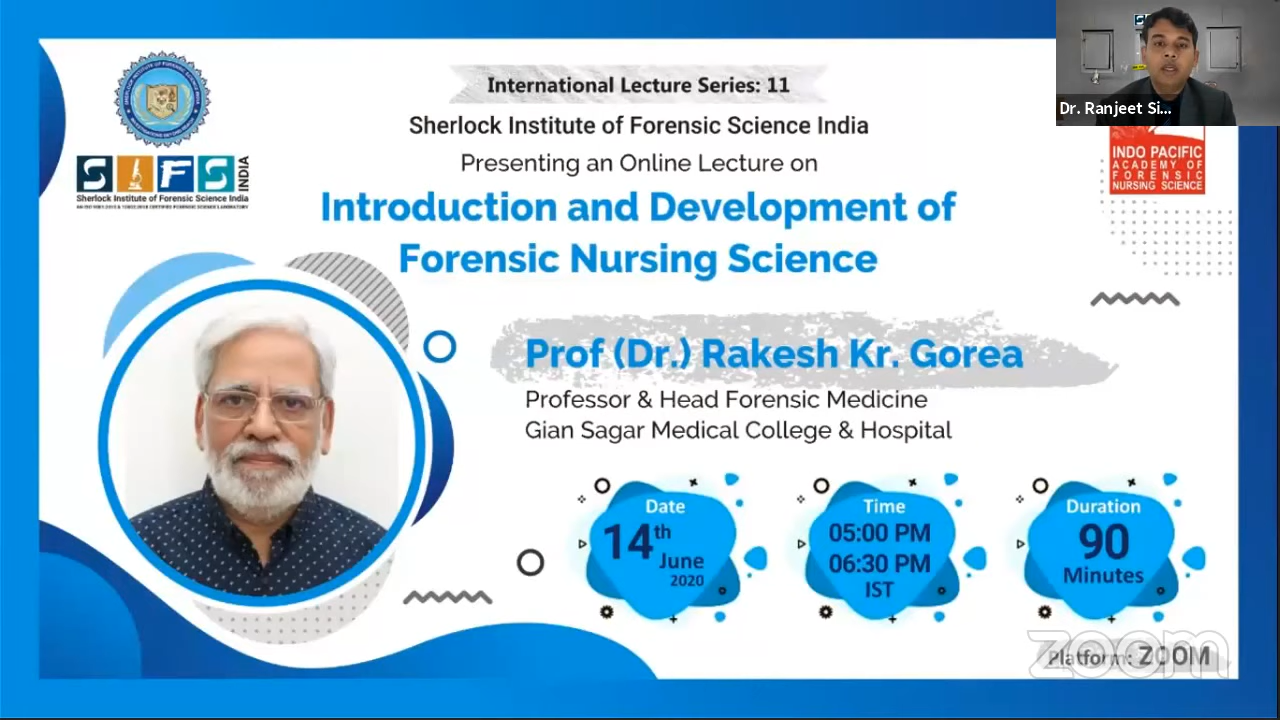 International Lecture Series: 11
Sherlock Institute of Forensic Science India
Presenting an Online Lecture on
Introduction and Development of
Forensic Nursing Science
SIFS INDIA
Sherlock Institute of Forensic Science India
Dr. Ranjeet Si...
INDO PACIFIC
ACADEMY OF
FORENSIC
NURSING SCIENCE
Prof (Dr.) Rakesh Kr. Gorea
Professor & Head Forensic Medicine
Gian Sagar Medical College & Hospital
Date
14th
June
2020
Time
05:00 PM
06:30 PM
IST
Duration
90
Minutes
Platform: ZOOM
zoom